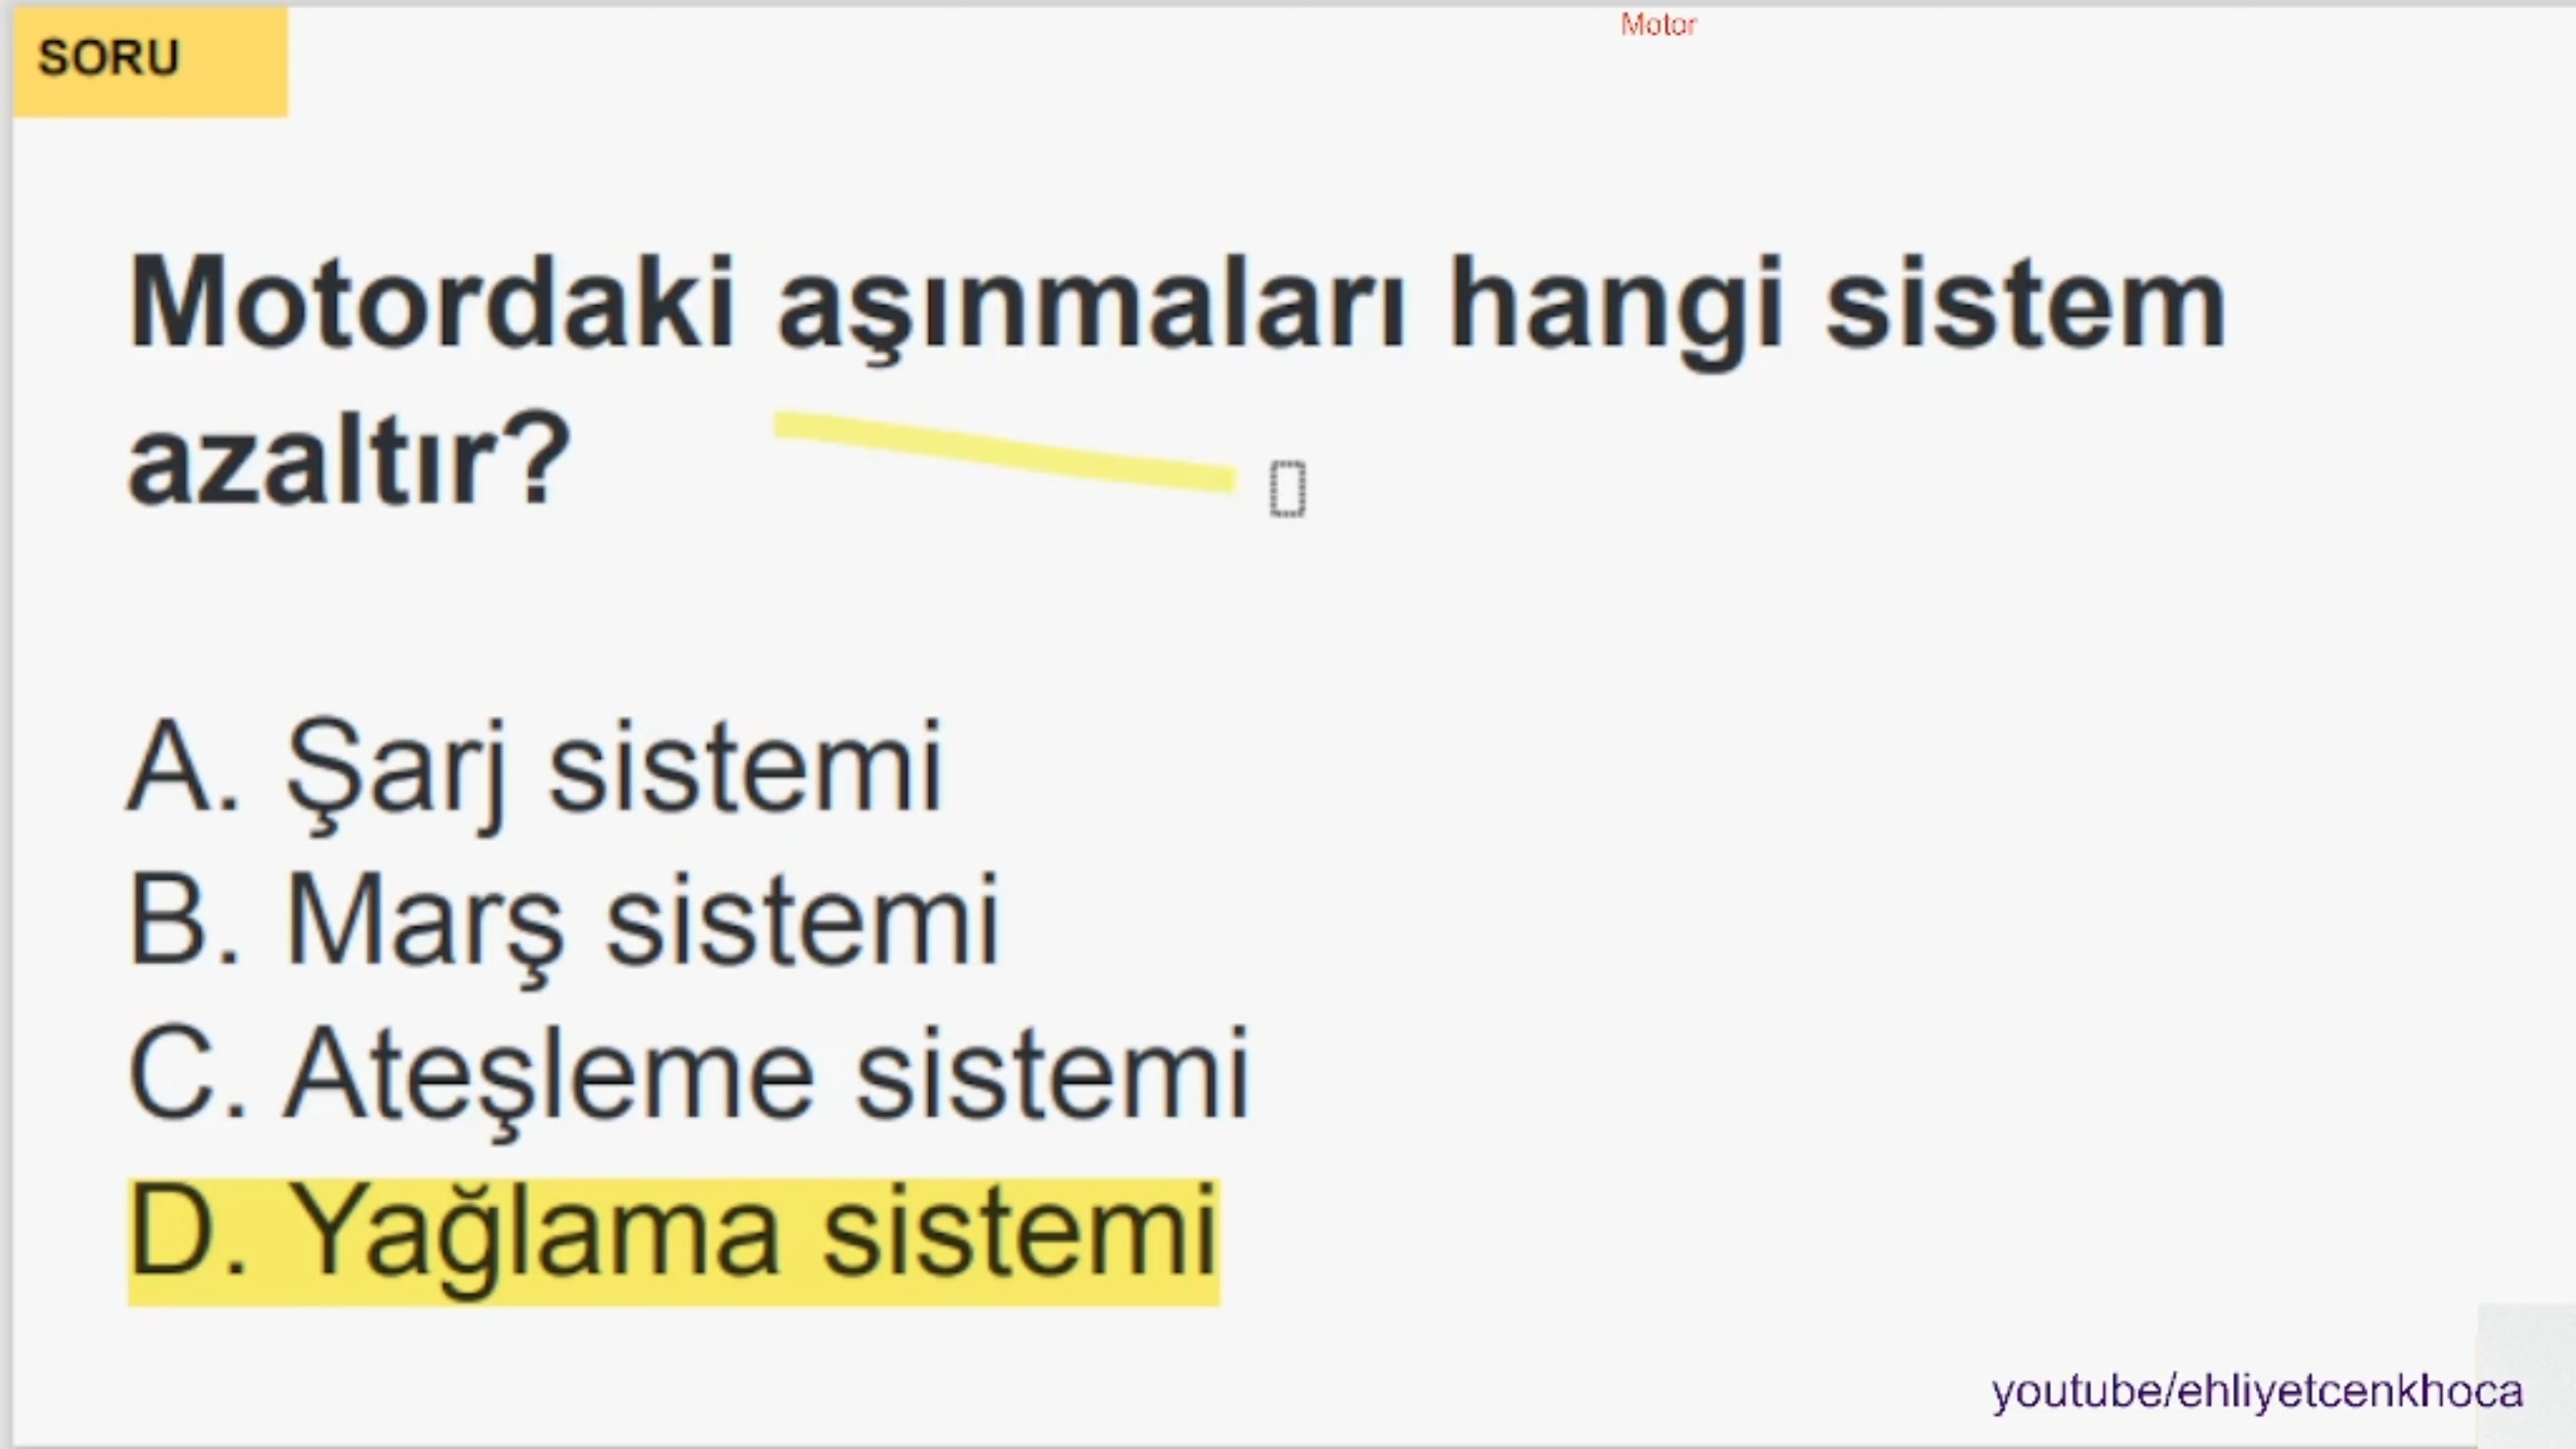 SORU
Motor
Motordaki aşınmaları hangi sistem
azaltır?
A. Şarj sistemi
B. Marş sistemi
C. Ateşleme sistemi
D. Yağlama sistemi
youtube/ehliyetcenkhoca